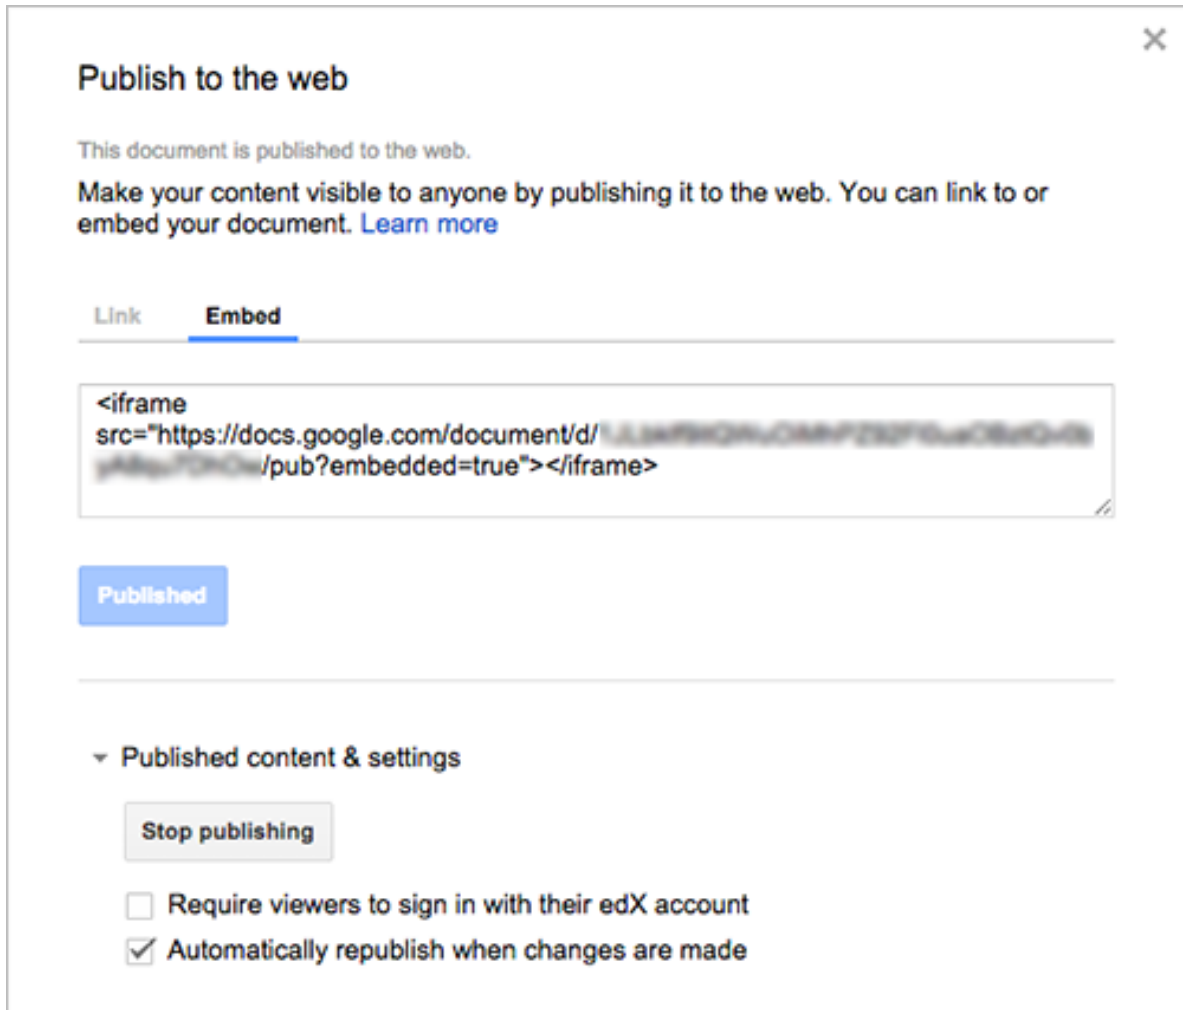 Publish to the web
This document is published to the web.
Make your content visible to anyone by publishing it to the web. You can link to or
embed your document. Learn more
Link Embed
<iframe
src="https://docs.google.com/document/d/
/pub?embedded=true"></iframe>
Published
Published content & settings
Stop publishing
Require viewers to sign in with their edX account
Automatically republish when changes are made